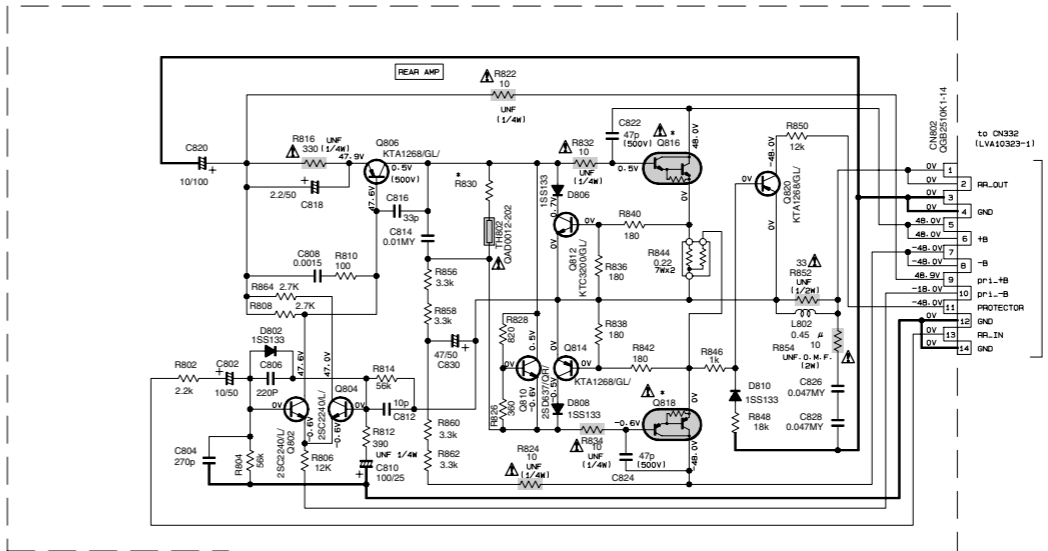 REAR AMP
R822
10
UNF
(1/4W)
C820
10/100
R816
330
UNF
(1/4W)
47.9V
2.2/50
C818
Q806
KTA1268/GL/
0.5V
(500V)
47.6V
C816
33p
C814
0.01MY
*
R830
TH802
QAD0012-202
1SS133
D806
0.7V
R832
10
UNF
(1/4W)
C822
47p
(500V)
0.5V
*
Q816
48.0V
0V
R850
12k
-48.0V
Q820
KTA1268/GL/
0V
0V
CN802
QGB2510K1-14
to CN332
(LVA10323-1)
0V
1
0V
2
RR_OUT
0V
3
0V
4
GND
48.0V
5
48.0V
6
+B
-48.0V
7
-48.0V
8
-B
48.9V
9
pri_+B
-18.0V
10
pri_-B
-48.0V
11
PROTECTOR
0V
12
GND
0V
13
RR_IN
0V
14
GND
C808
0.0015
R810
100
R864
2.7K
R808
2.7K
R856
3.3k
R858
3.3k
47/50
C830
R860
3.3k
R862
3.3k
0V
Q812
KTC3200/GL/
0V
R840
180
R836
180
R838
180
R842
180
R844
0.22
7Wx2
R846
1k
33
R852
UNF
(1/2W)
L802
0.45 μ
R854
10
UNF.O.M.F.
(2W)
C826
0.047MY
C828
0.047MY
D810
1SS133
R848
18k
R828
820
0.5V
R826
360
Q810
2SD637/QR/
-0.6V
Q814
KTA1268/GL/
0V
-0.5V
D808
1SS133
-0.6V
R834
10
UNF
(1/4W)
47p
(500V)
C824
*
Q818
0V
-48.0V
R824
10
UNF
(1/4W)
D802
1SS133
C806
220P
R802
2.2k
C802
10/50
C804
270p
R804
56k
0V
47.6V
-0.6V
2SC2240/L/
Q802
R806
12K
Q804
47.0V
0V
-0.6V
2SC2240/L/
R814
56k
10p
C812
R812
390
UNF 1/4W
C810
100/25